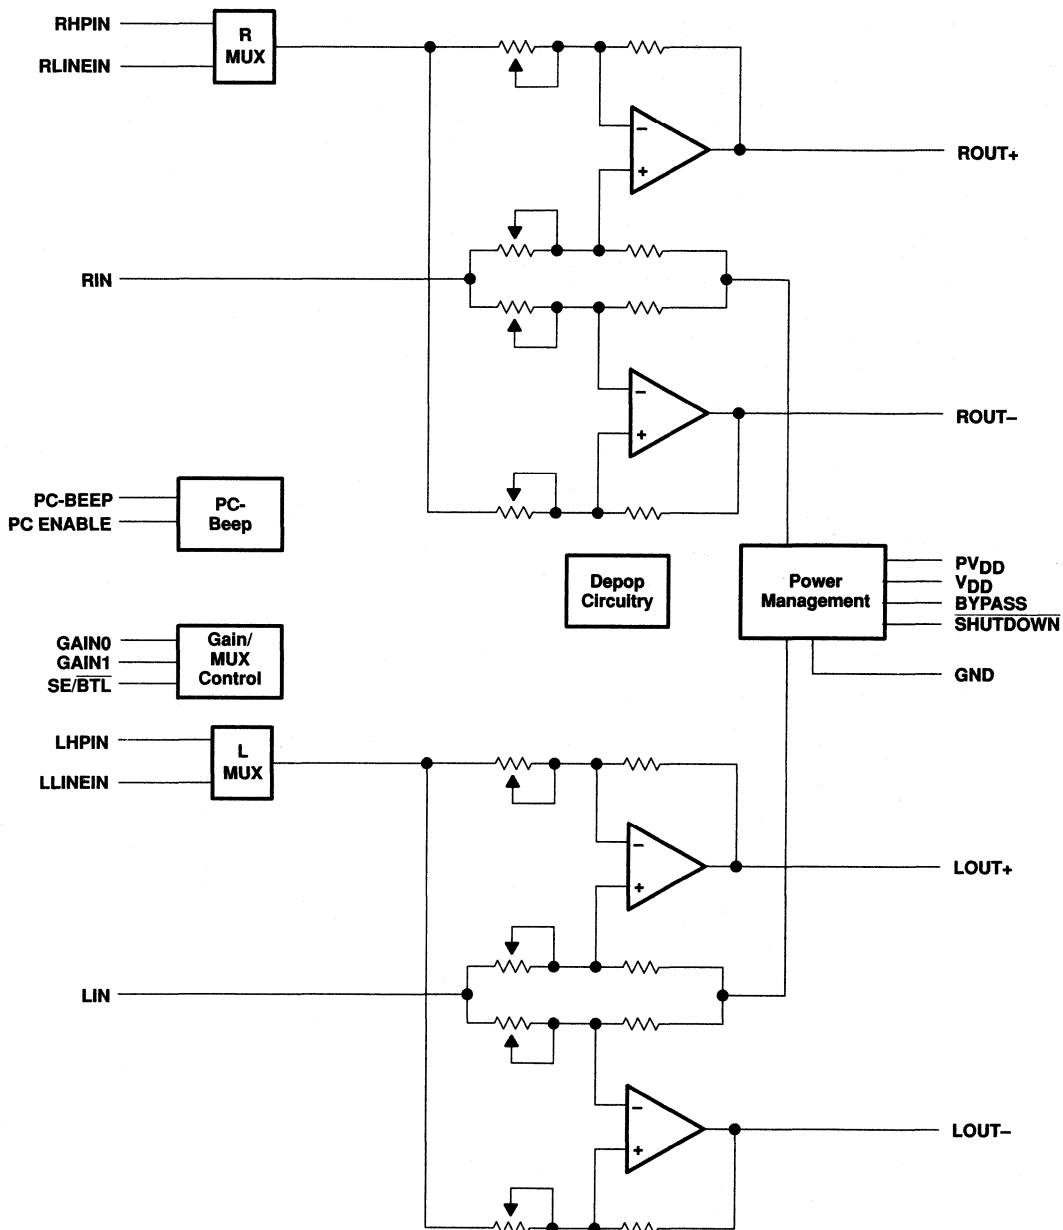 RHPIN
RLINEIN
R
MUX
−
+
ROUT+
RIN
−
+
ROUT–
PC-BEEP
PC ENABLE
PC-
Beep
Depop
Circuitry
Power
Management
PVDD
VDD
BYPASS
SHUTDOWN
GND
GAIN0
GAIN1
SE/BTL
Gain/
MUX
Control
LHPIN
LLINEIN
L
MUX
−
+
LOUT+
LIN
−
+
LOUT–